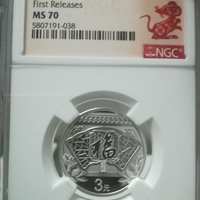 First Releases
MS 70
5807191-038
NGC
福
3元